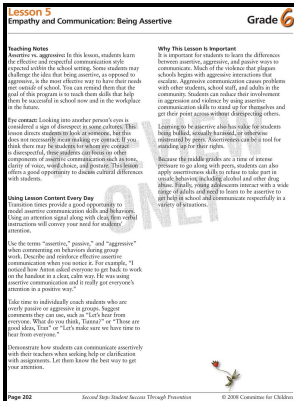 Lesson 5
Empathy and Communication: Being Assertive
Grade 6
Teaching Notes
Assertive vs. aggressive: In this lesson, students learn
the effective and respectful communication style
expected within the school setting. Some students may
challenge the idea that being assertive, as opposed to
aggressive, is the most effective way to have their needs
met outside of school. You can remind them that the
goal of this program is to teach them skills that help
them be successful in school now and in the workplace
in the future.
Eye contact: Looking into another person's eyes is
considered a sign of disrespect in some cultures. This
lesson directs students to look at someone, but this
does not necessarily mean making eye contact. If you
think there may be students for whom eye contact
is disrespectful, these students can focus on other
components of assertive communication such as tone,
clarity of voice, word choice, and posture. This lesson
offers a good opportunity to discuss cultural differences
with students.
Using Lesson Content Every Day
Transition times provide a good opportunity to
model assertive communication skills and behaviors.
Using an attention signal along with clear, firm verbal
instructions will convey your need for students'
attention.
Use the terms "assertive," "passive," and "aggressive"
when commenting on behaviors during group
work. Describe and reinforce effective assertive
communication when you notice it. For example, "I
noticed how Anton asked everyone to get back to work
on the handout in a clear, calm way. He was using
assertive communication and it really got everyone's
attention in a positive way."
Take time to individually coach students who are
overly passive or aggressive in groups. Suggest
comments they can use, such as "Let's hear from
everyone. What do you think, Tianna?" or "Those are
good ideas, Tran" or "Let's make sure we have time to
hear from everyone."
Demonstrate how students can communicate assertively
with their teachers when seeking help or clarification
with assignments. Let them know the best way to get
your attention.
Why This Lesson Is Important
It is important for students to learn the differences
between assertive, aggressive, and passive ways to
communicate. Much of the violence that plagues
schools begins with aggressive interactions that
escalate. Aggressive communication causes problems
with other students, school staff, and adults in the
community. Students can reduce their involvement
in aggression and violence by using assertive
communication skills to stand up for themselves and
get their point across without disrespecting others.
Learning to be assertive also has value for students
being bullied, sexually harassed, or otherwise
mistreated by peers. Assertiveness can be a tool for
standing up for their rights.
Because the middle grades are a time of intense
pressure to go along with peers, students can also
apply assertiveness skills to refuse to take part in
unsafe behavior, including alcohol and other drug
abuse. Finally, young adolescents interact with a wide
range of adults and need to learn to be assertive to
get help in school and communicate respectfully in a
variety of situations.
ONLY
Page 202
Second Step: Student Success Through Prevention
© 2008 Committee for Children